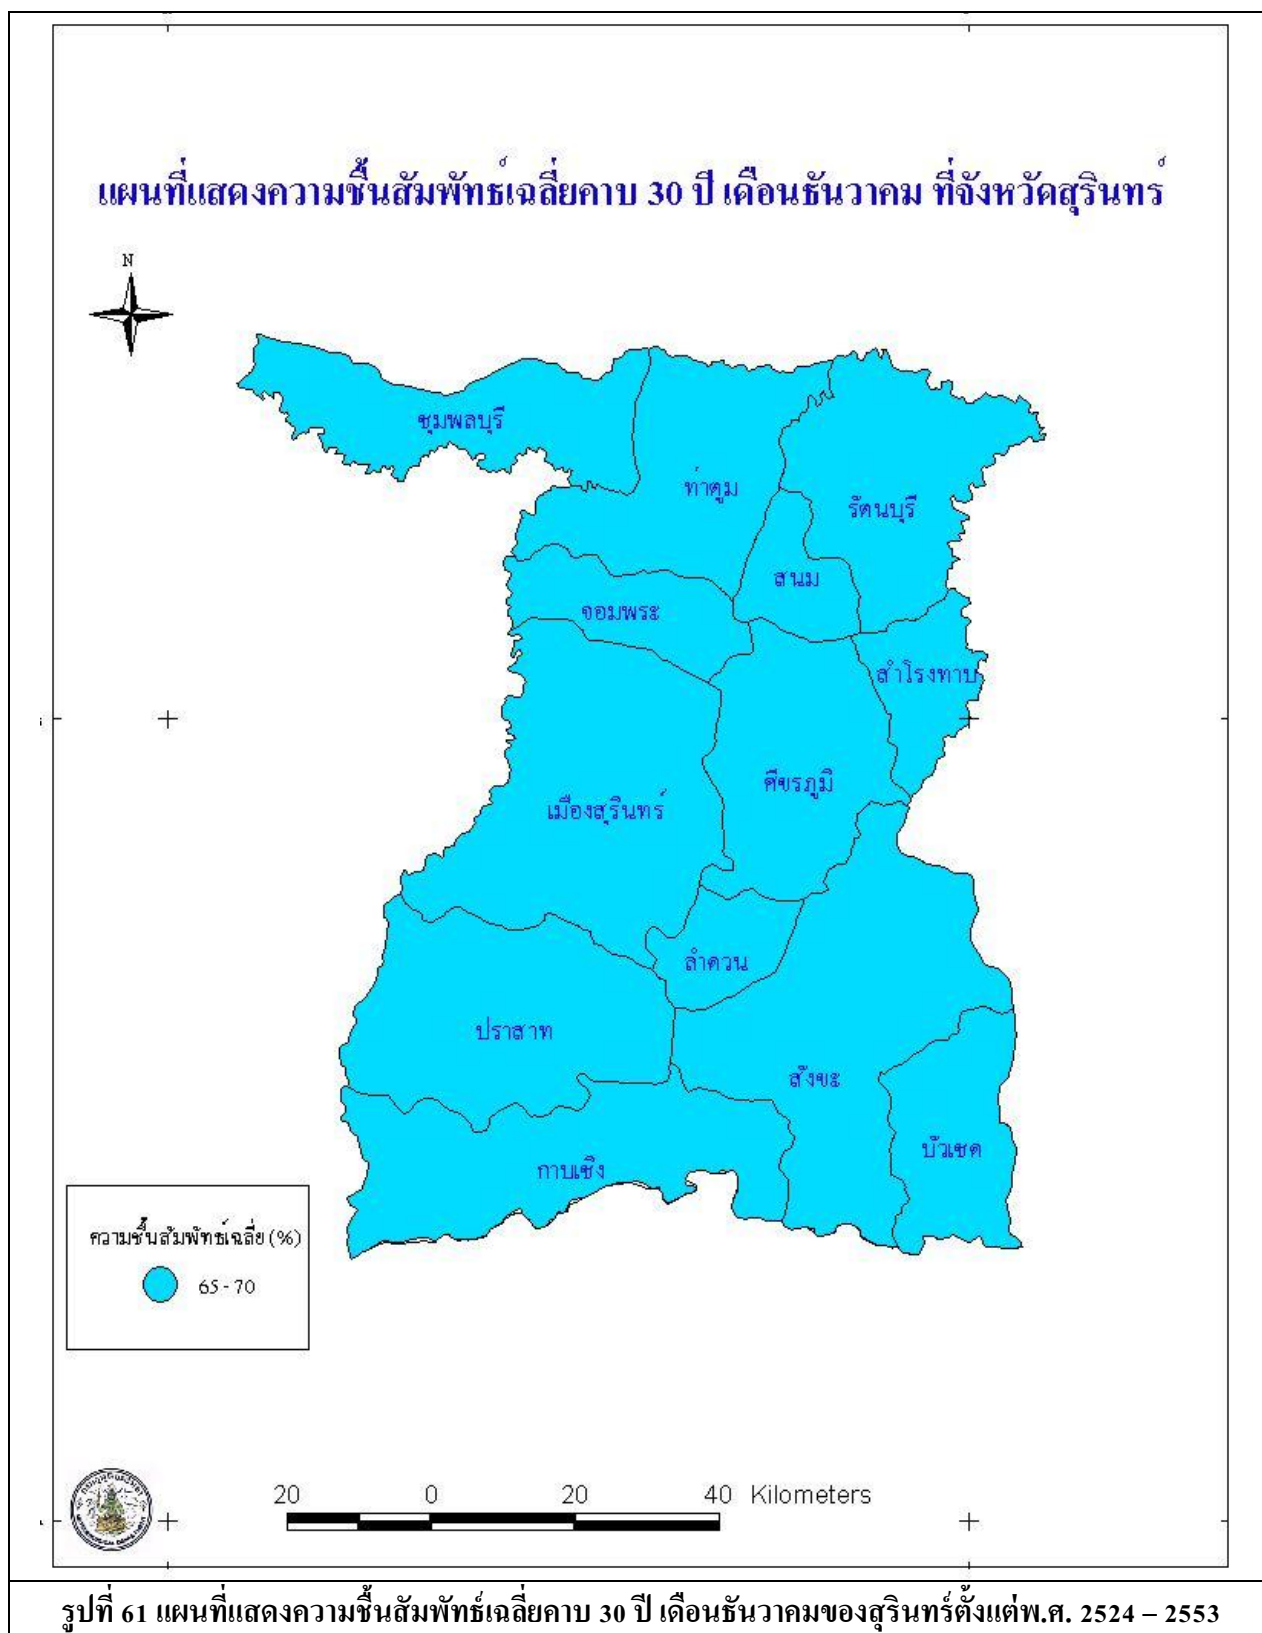 แผนที่แสดงความชื้นสัมพัทธ์เฉลี่ยคาบ 30 ปี เดือนธันวาคม ที่จังหวัดสุรินทร์
N
ชุมพลบุรี
ท่าตูม
รัตนบุรี
สนม
จอมพระ
สำโรงทาบ
ศีขรภูมิ
เมืองสุรินทร์
ลำดวน
ปราสาท
สังขะ
บัวเชด
กาบเชิง
ความชื้นสัมพัทธ์เฉลี่ย (%)
65 - 70
20 0 20 40 Kilometers
รูปที่ 61 แผนที่แสดงความชื้นสัมพัทธ์เฉลี่ยคาบ 30 ปี เดือนธันวาคมของสุรินทร์ตั้งแต่พ.ศ. 2524 – 2553